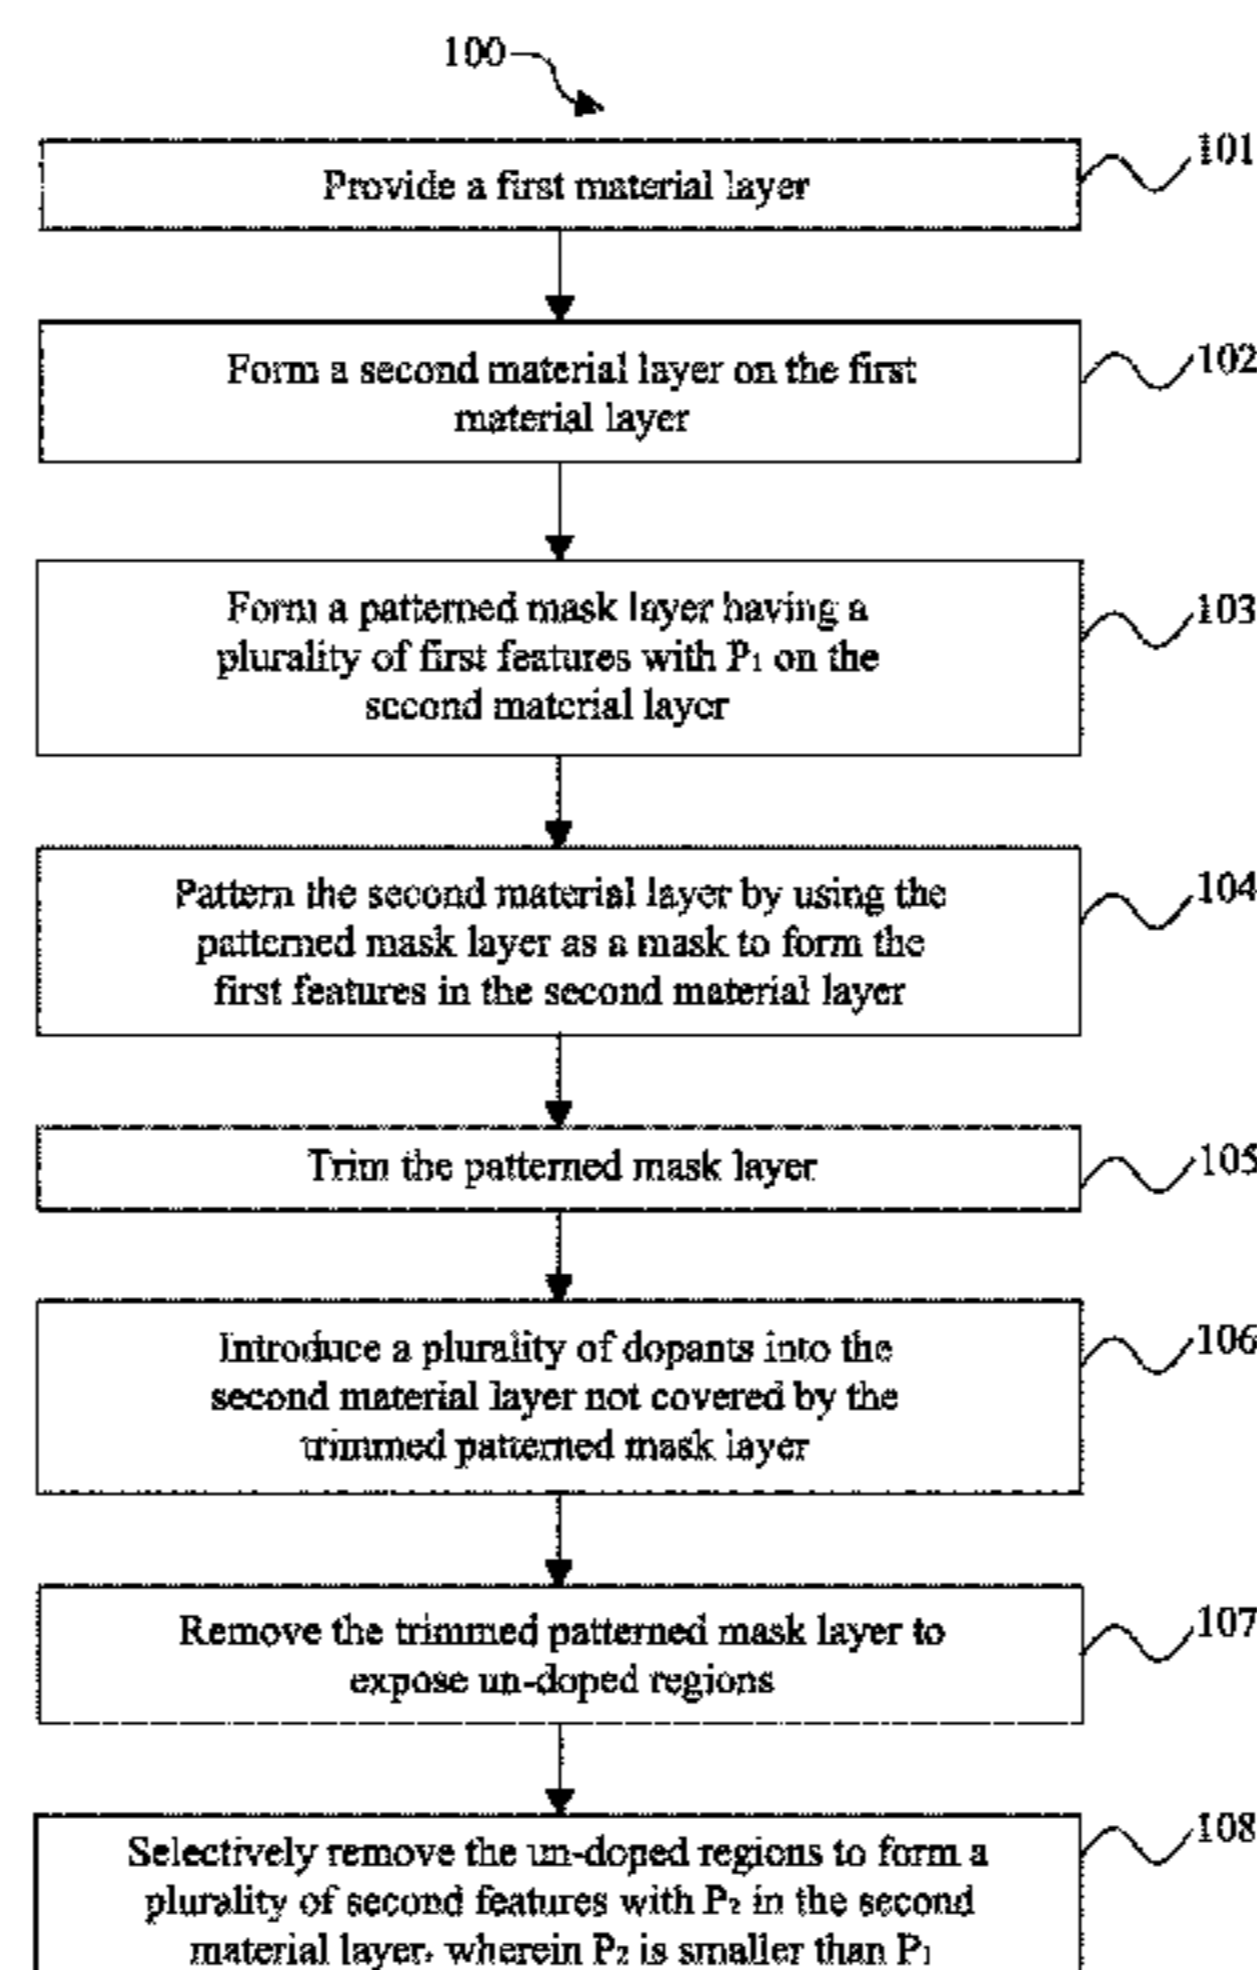 100
Provide a first material layer
101
Form a second material layer on the first
material layer
102
Form a patterned mask layer having a
plurality of first features with P₁ on the
second material layer
103
Pattern the second material layer by using the
patterned mask layer as a mask to form the
first features in the second material layer
104
Trim the patterned mask layer
105
Introduce a plurality of dopants into the
second material layer not covered by the
trimmed patterned mask layer
106
Remove the trimmed patterned mask layer to
expose un-doped regions
107
Selectively remove the un-doped regions to form a
plurality of second features with P₂ in the second
material layer, wherein P₂ is smaller than P₁
108